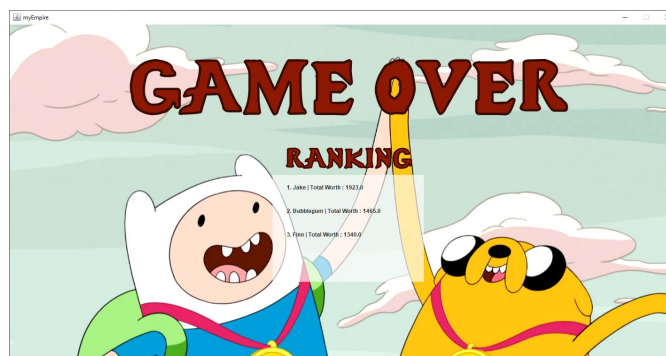 myEmpire
GAME OVER
RANKING
1. Jake | Total Worth : 1923.0
2. Bubblegum | Total Worth : 1465.0
3. Finn | Total Worth : 1340.0